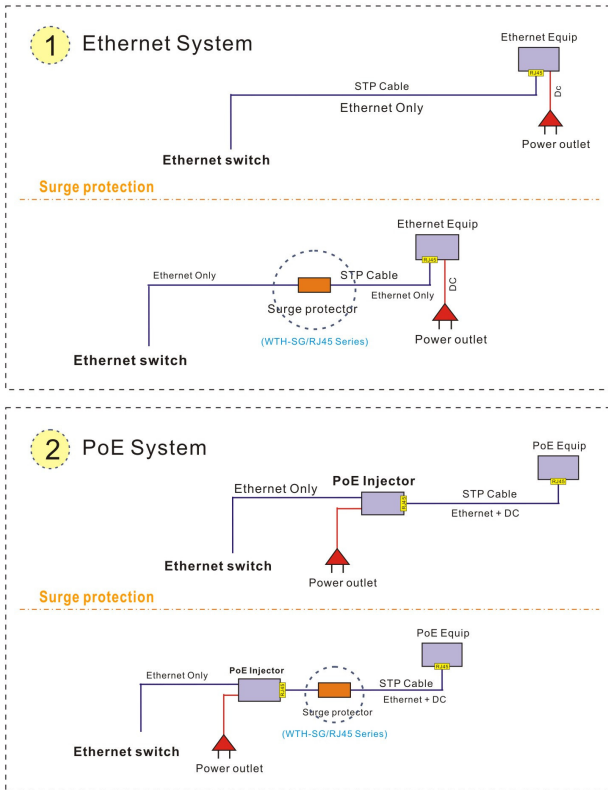 1 Ethernet System
Ethernet Equip
RJ45
STP Cable
Dc
Ethernet Only
Power outlet
Ethernet switch
Surge protection
Ethernet Equip
RJ45
Ethernet Only
STP Cable
DC
Ethernet Only
Surge protector
Power outlet
(WTH-SG/RJ45 Series)
Ethernet switch
2 PoE System
PoE Equip
PoE Injector
RJ45
Ethernet Only
STP Cable
RJ45
Ethernet + DC
Ethernet switch
Power outlet
Surge protection
PoE Equip
PoE Injector
RJ45
Ethernet Only
STP Cable
RJ45
Ethernet + DC
Surge protector
(WTH-SG/RJ45 Series)
Ethernet switch
Power outlet